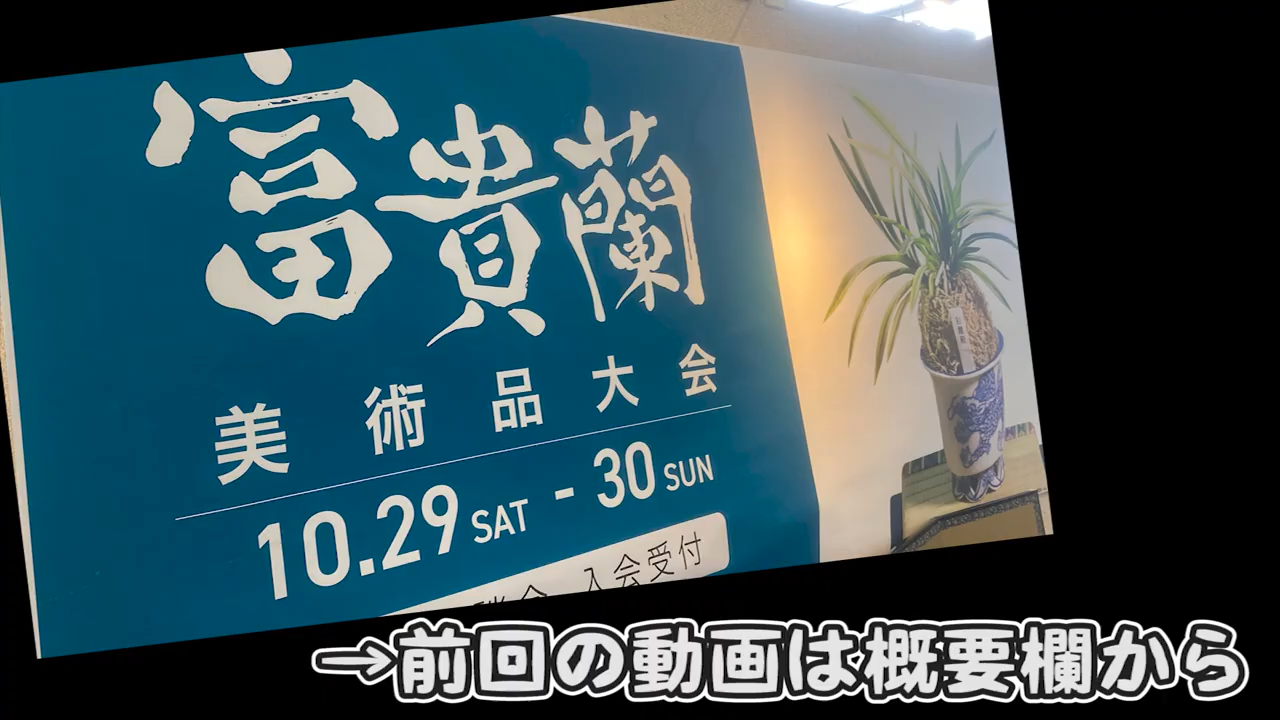 富貴蘭
美術品大会
10.29 SAT - 30 SUN
入会受付
→前回の動画は概要欄から